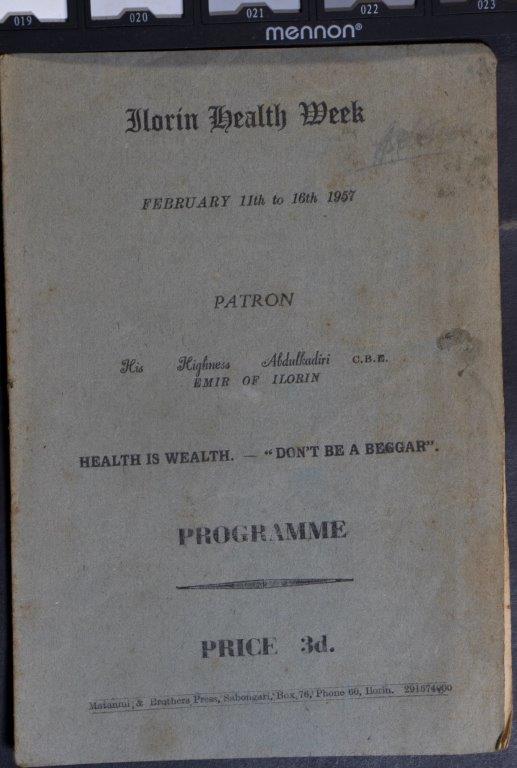 019 020 021 022 023
mennon®
Ilorin Health Week
FEBRUARY 11th to 16th 1957
PATRON
His Highness Abdulkadiri C.B.E.
EMIR OF ILORIN
HEALTH IS WEALTH. — "DON'T BE A BEGGAR".
PROGRAMME
PRICE 3d.
& Brothers Press, Sabongari, Box 76, Phone 60, Ilorin.